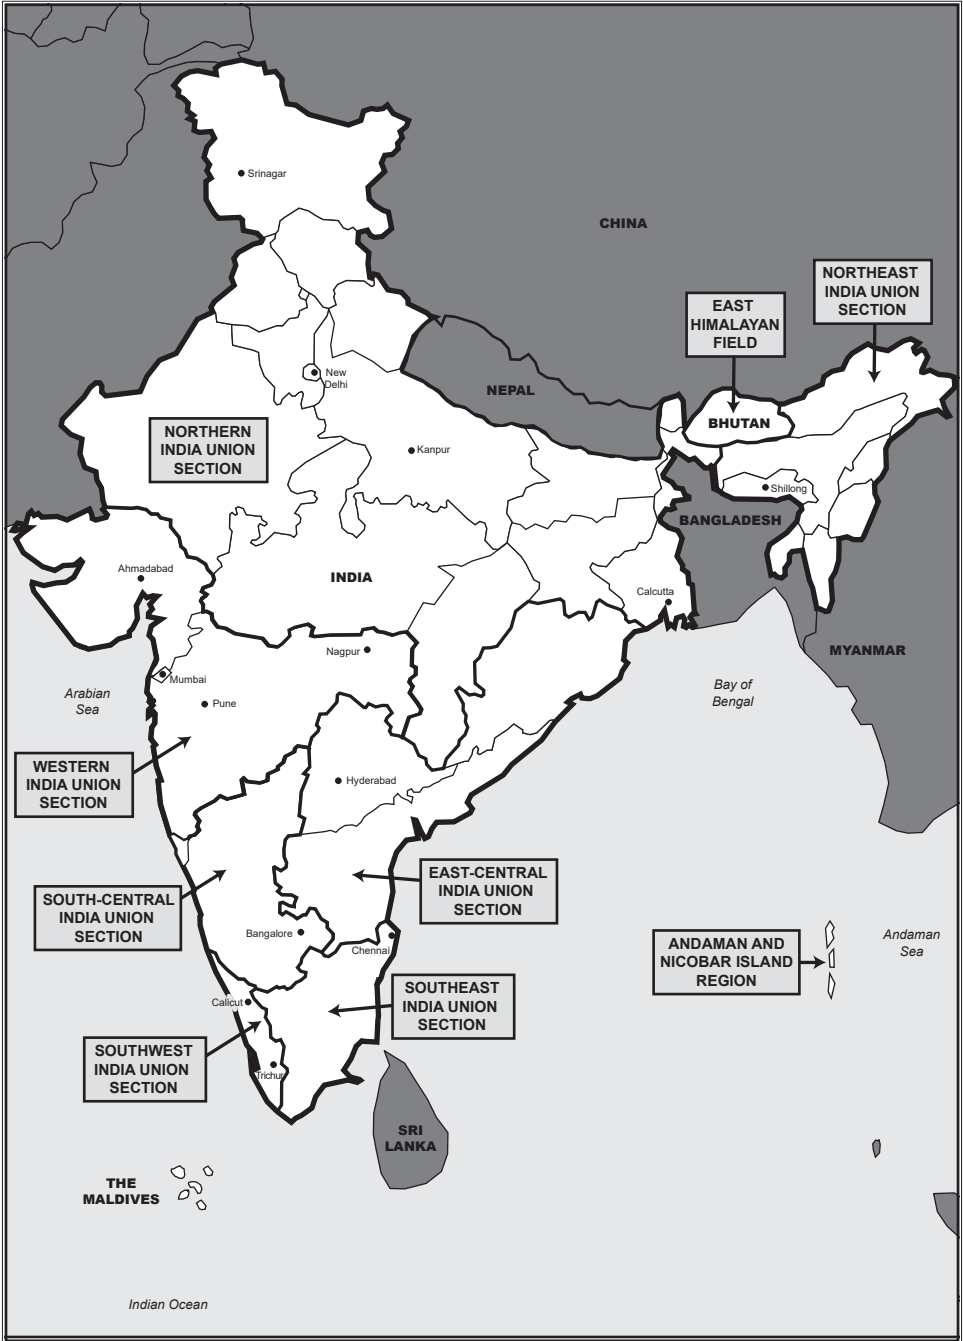 Srinagar
CHINA
NORTHEAST
INDIA UNION
SECTION
EAST
HIMALAYAN
FIELD
New
Delhi
NEPAL
BHUTAN
NORTHERN
INDIA UNION
SECTION
Kanpur
Shillong
BANGLADESH
Ahmadabad
INDIA
Calcutta
Nagpur
MYANMAR
Mumbai
Arabian
Sea
Pune
Bay of
Bengal
WESTERN
INDIA UNION
SECTION
Hyderabad
EAST-CENTRAL
INDIA UNION
SECTION
SOUTH-CENTRAL
INDIA UNION
SECTION
Bangalore
Chennai
ANDAMAN AND
NICOBAR ISLAND
REGION
Andaman
Sea
SOUTHEAST
INDIA UNION
SECTION
Calicut
SOUTHWEST
INDIA UNION
SECTION
Trichur
SRI
LANKA
THE
MALDIVES
Indian Ocean